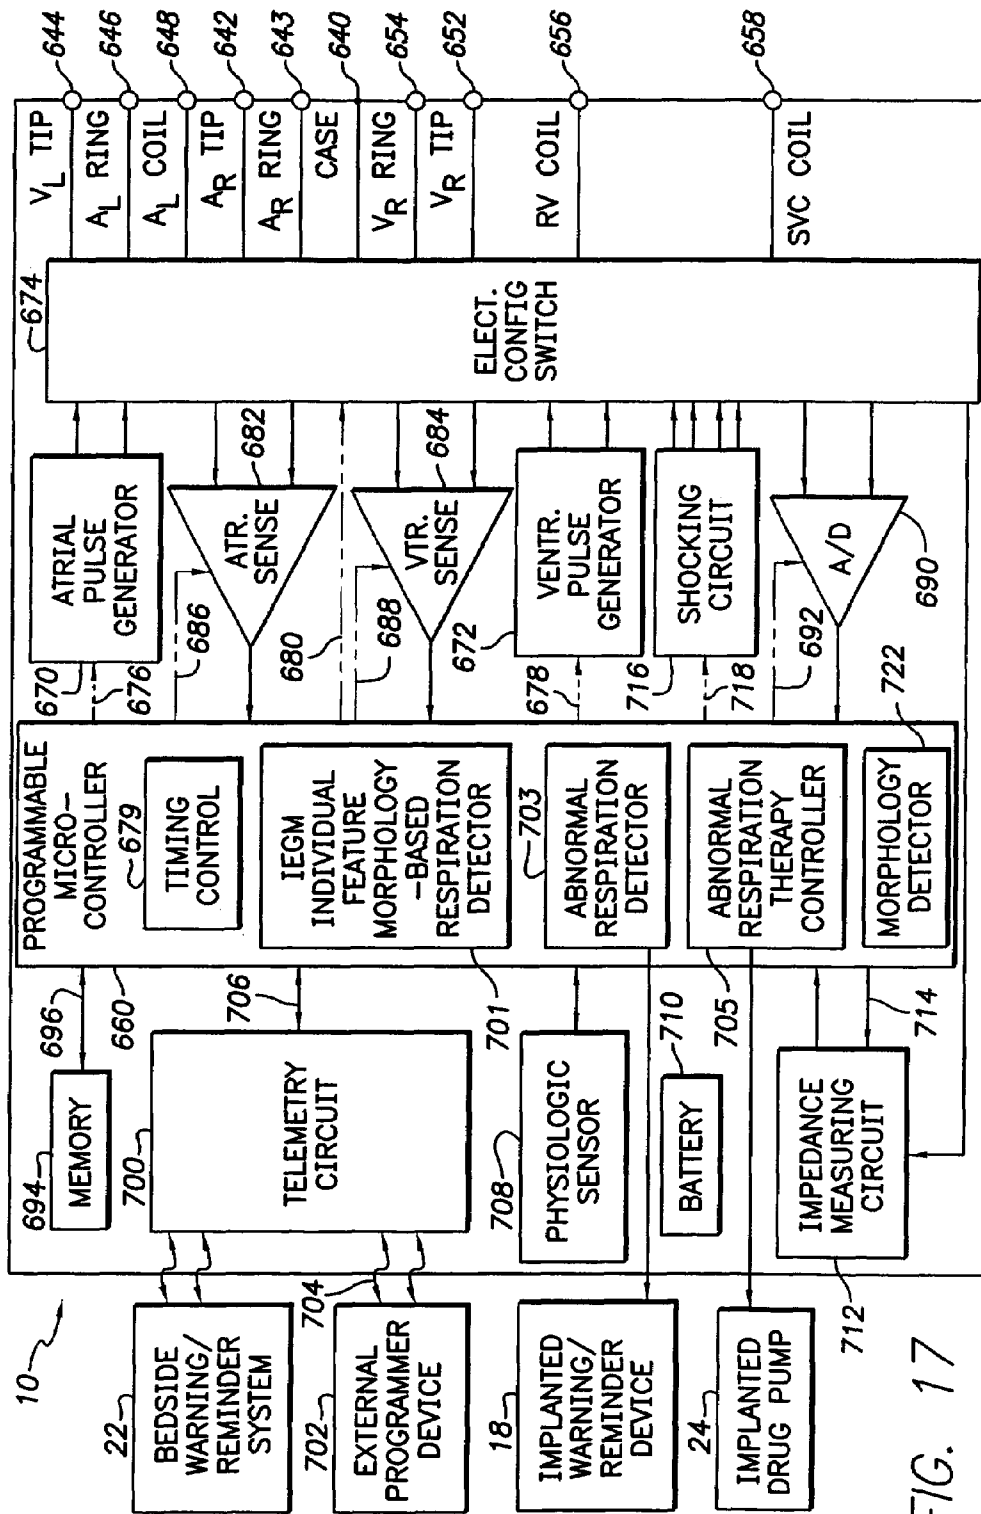 10
22
BEDSIDE
WARNING/
REMINDER
SYSTEM
702
EXTERNAL
PROGRAMMER
DEVICE
704
18
IMPLANTED
WARNING/
REMINDER
DEVICE
24
IMPLANTED
DRUG PUMP
FIG. 17
694
MEMORY
696
660
700
TELEMETRY
CIRCUIT
706
708
PHYSIOLOGIC
SENSOR
710
BATTERY
712
IMPEDANCE
MEASURING
CIRCUIT
714
PROGRAMMABLE
MICRO-
CONTROLLER
679
TIMING
CONTROL
IEGM
INDIVIDUAL
FEATURE
MORPHOLOGY
-BASED
RESPIRATION
DETECTOR
701
703
ABNORMAL
RESPIRATION
DETECTOR
705
ABNORMAL
RESPIRATION
THERAPY
CONTROLLER
722
MORPHOLOGY
DETECTOR
670
676
ATRIAL
PULSE
GENERATOR
686
ATR.
SENSE
682
680
688
VTR.
SENSE
684
672
678
VENTR.
PULSE
GENERATOR
716
718
SHOCKING
CIRCUIT
692
A/D
690
674
ELECT.
CONFIG
SWITCH
VL TIP
644
AL RING
646
AL COIL
648
AR TIP
642
AR RING
643
CASE
640
VR RING
654
VR TIP
652
RV COIL
656
SVC COIL
658